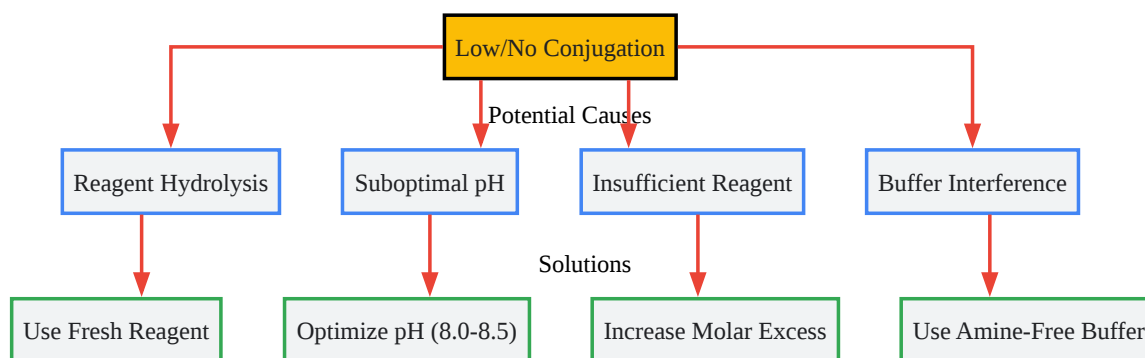 Low/No Conjugation
Potential Causes
Reagent Hydrolysis
Suboptimal pH
Insufficient Reagent
Buffer Interference
Solutions
Use Fresh Reagent
Optimize pH (8.0-8.5)
Increase Molar Excess
Use Amine-Free Buffer